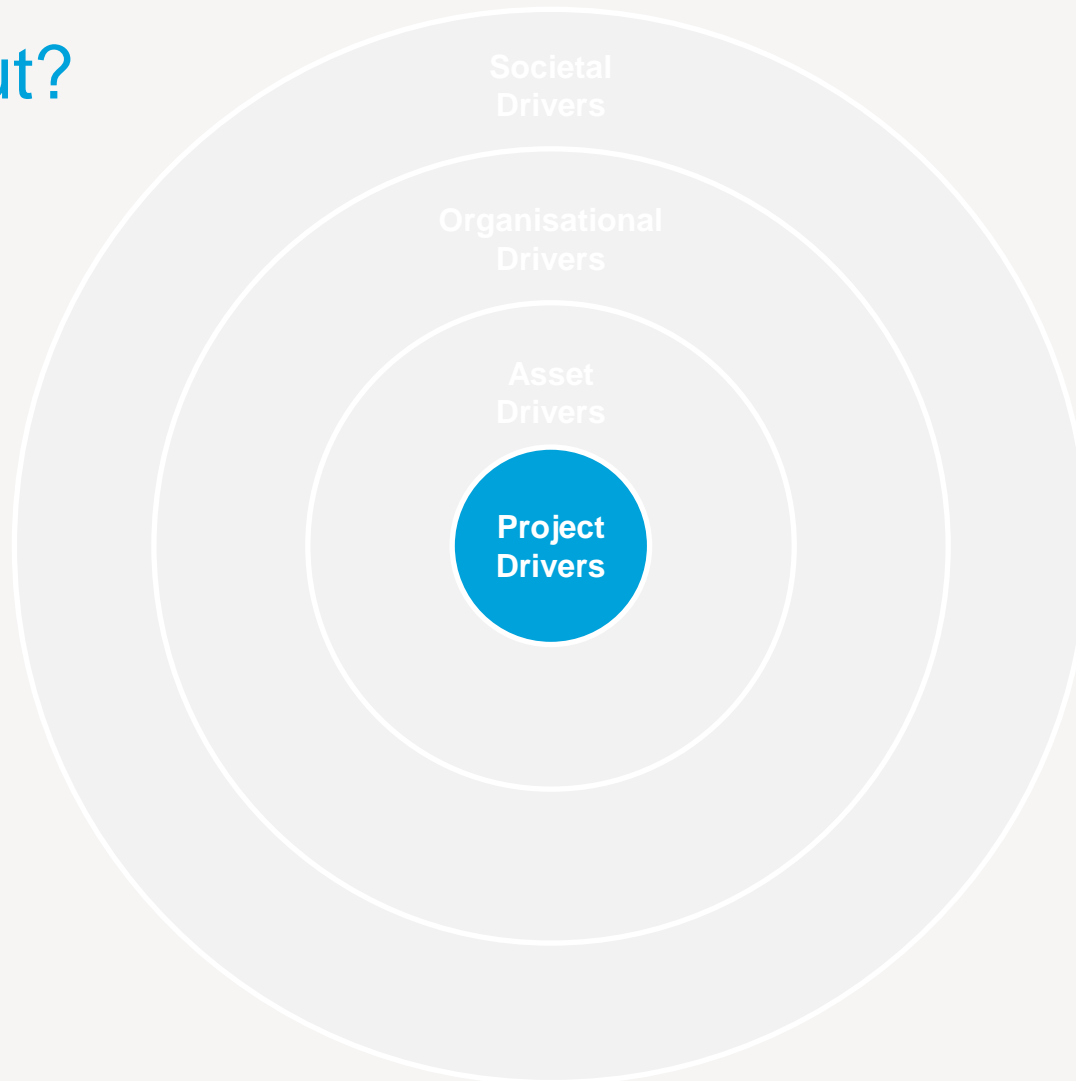 ut?
Societal
Drivers
Organisational
Drivers
Asset
Drivers
Project
Drivers